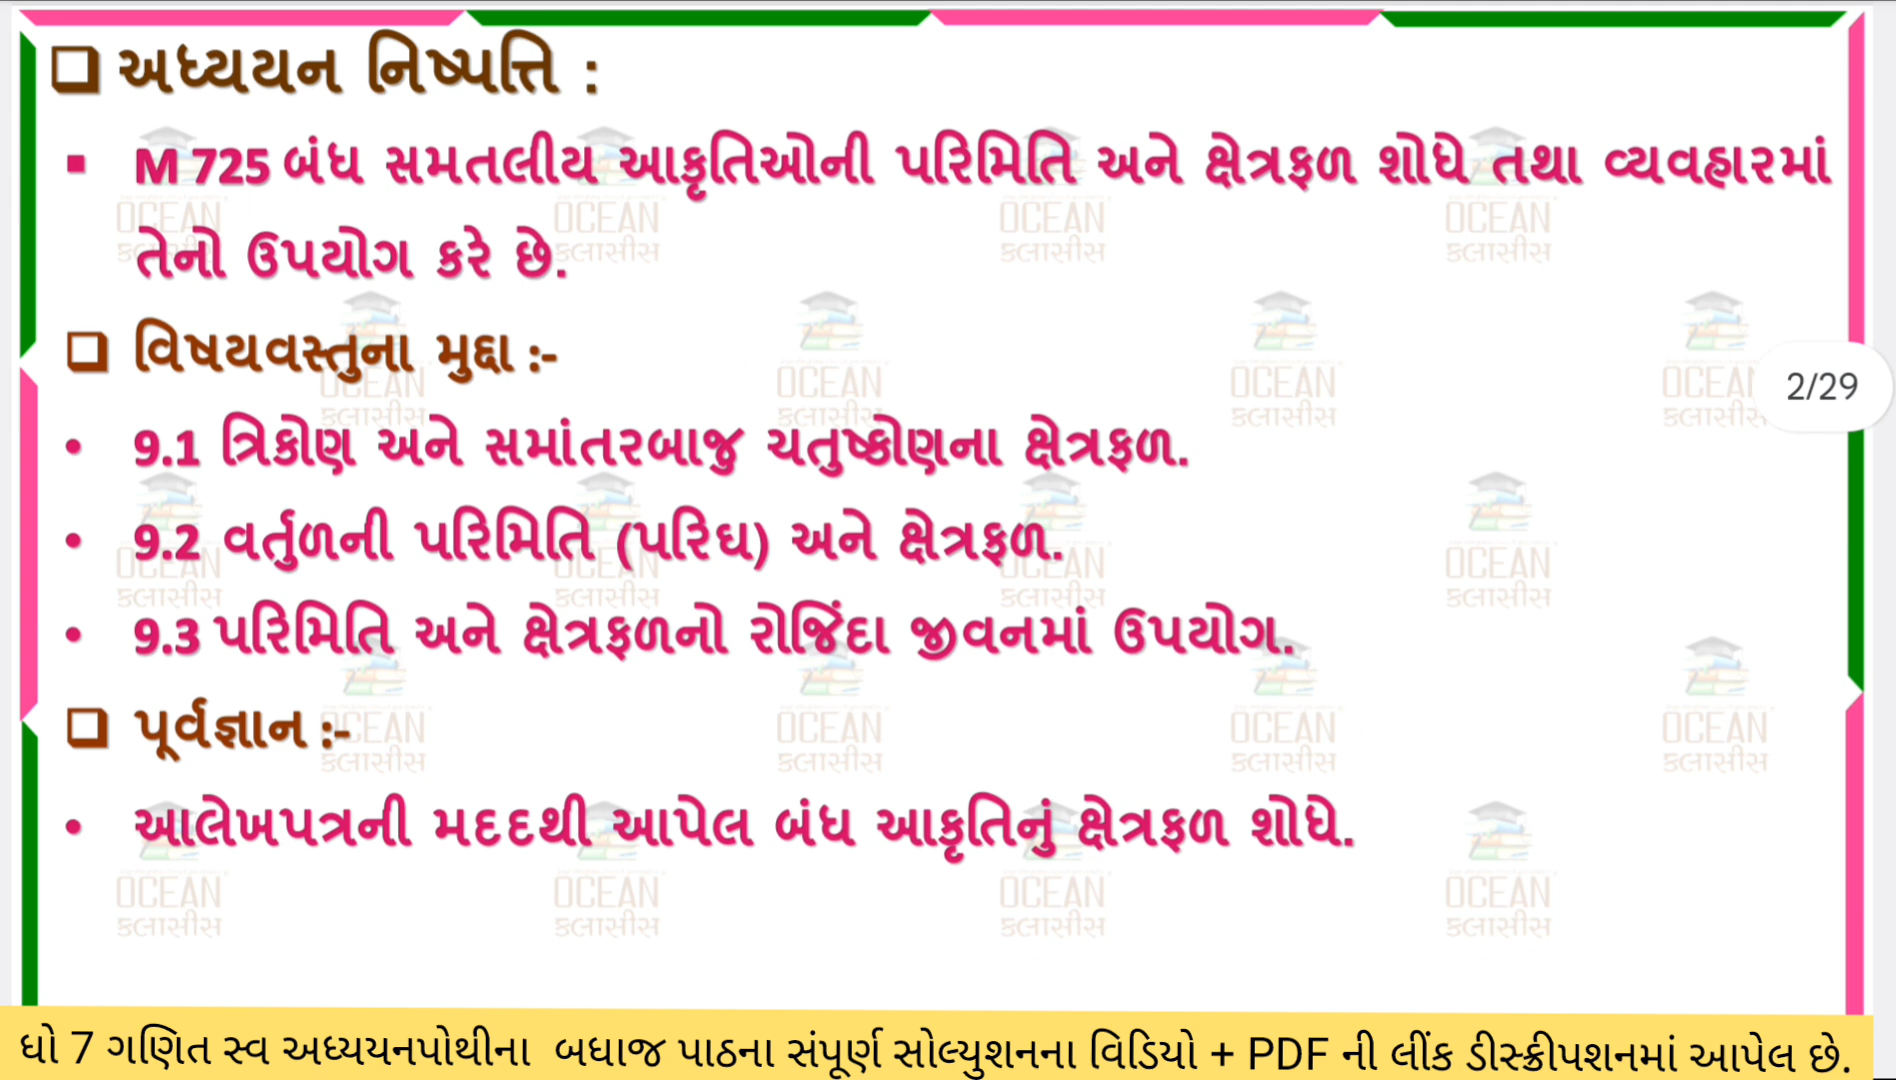 અધ્યયન નિષ્પત્તિ :
M 725 બંધ સમતલીય આકૃતિઓની પરિમિતિ અને ક્ષેત્રફળ શોધે તથા વ્યવહારમાં
તેનો ઉપયોગ કરે છે.
વિષયવસ્તુના મુદ્દા :-
2/29
9.1 ત્રિકોણ અને સમાંતરબાજુ ચતુષ્કોણના ક્ષેત્રફળ.
9.2 વર્તુળની પરિમિતિ (પરિઘ) અને ક્ષેત્રફળ.
9.3 પરિમિતિ અને ક્ષેત્રફળનો રોજિંદા જીવનમાં ઉપયોગ.
પૂર્વજ્ઞાન :-
આલેખપત્રની મદદથી આપેલ બંધ આકૃતિનું ક્ષેત્રફળ શોધે.
OCEAN
કલાસીસ
ધો 7 ગણિત સ્વ અધ્યયનપોથીના બધાજ પાઠના સંપૂર્ણ સોલ્યુશનના વિડિયો + PDF ની લીંક ડીસ્ક્રીપશનમાં આપેલ છે.